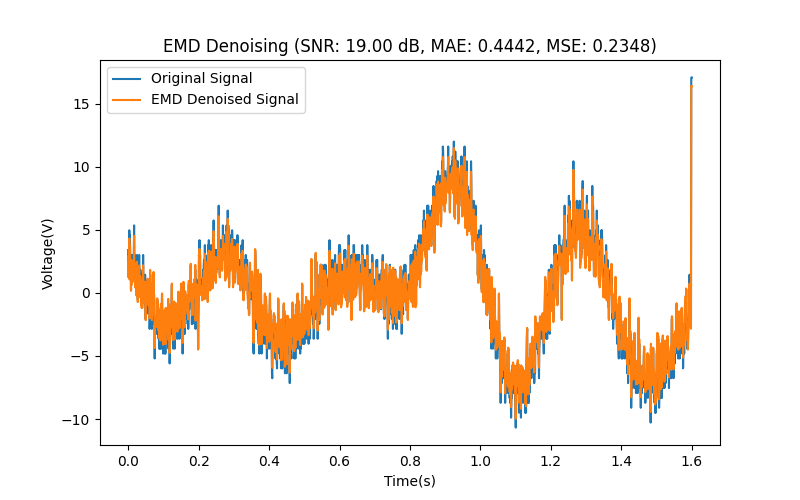 EMD Denoising (SNR: 19.00 dB, MAE: 0.4442, MSE: 0.2348)
Original Signal
EMD Denoised Signal
15
10
5
0
−5
−10
Voltage(V)
0.0 0.2 0.4 0.6 0.8 1.0 1.2 1.4 1.6
Time(s)